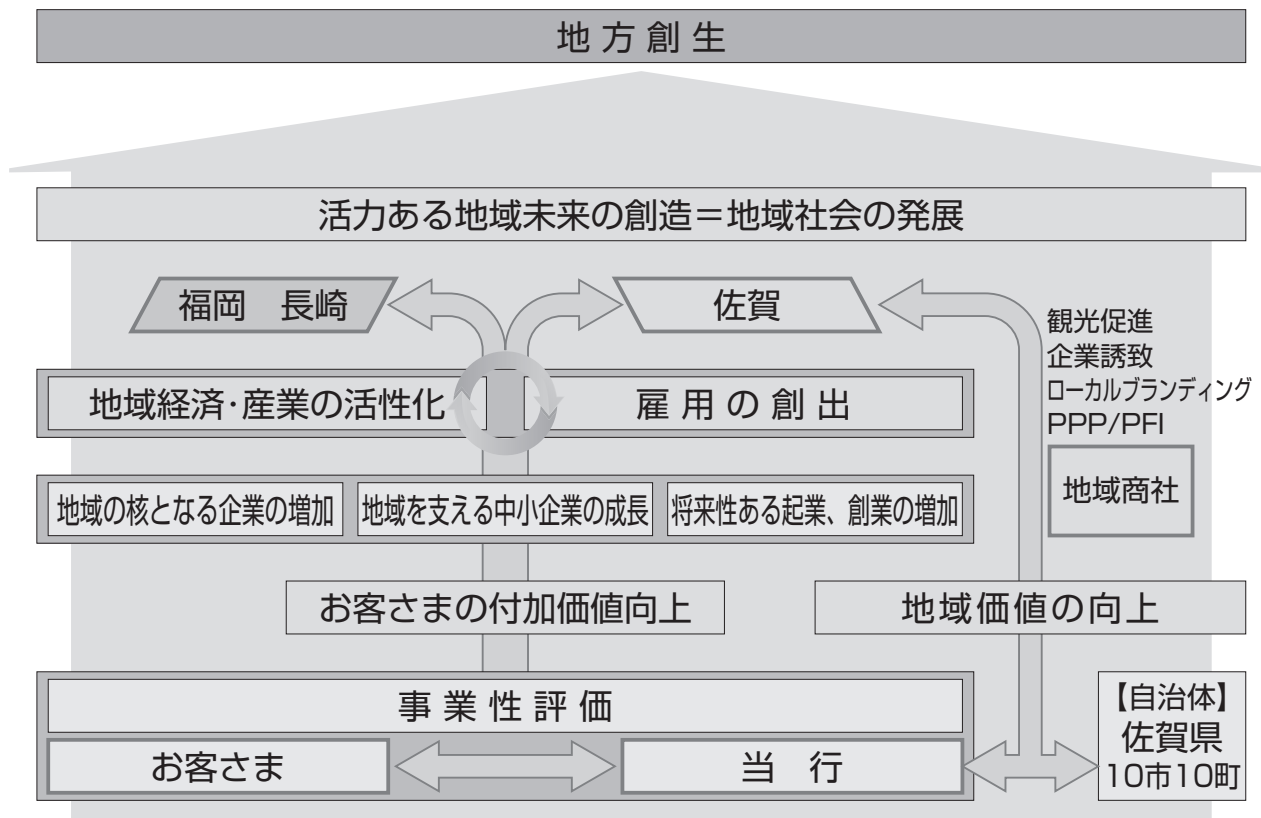 地方創生
活力ある地域未来の創造＝地域社会の発展
福岡　長崎
佐賀
観光促進
企業誘致
ローカルブランディング
PPP/PFI
地域商社
地域経済・産業の活性化
雇用の創出
地域の核となる企業の増加
地域を支える中小企業の成長
将来性ある起業、創業の増加
お客さまの付加価値向上
地域価値の向上
事業性評価
お客さま
当　行
【自治体】
佐賀県
10市10町